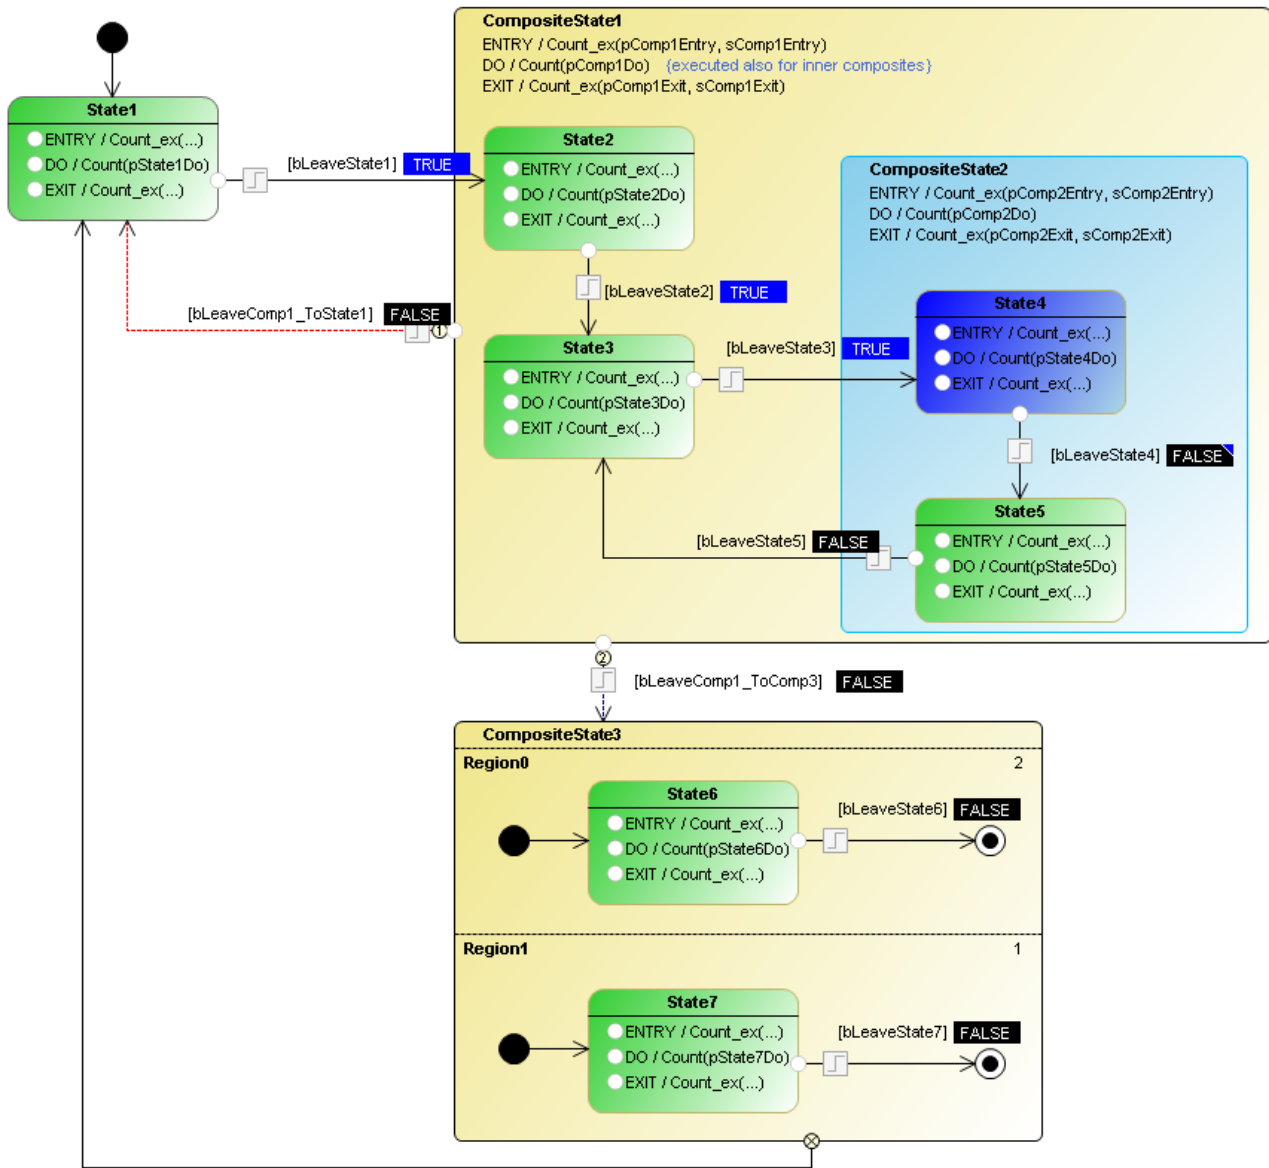 CompositeState1
ENTRY / Count_ex(pComp1Entry, sComp1Entry)
DO / Count(pComp1Do) {executed also for inner composites}
EXIT / Count_ex(pComp1Exit, sComp1Exit)
State1
ENTRY / Count_ex(...)
DO / Count(pState1Do)
EXIT / Count_ex(...)
[bLeaveState1] TRUE
State2
ENTRY / Count_ex(...)
DO / Count(pState2Do)
EXIT / Count_ex(...)
CompositeState2
ENTRY / Count_ex(pComp2Entry, sComp2Entry)
DO / Count(pComp2Do)
EXIT / Count_ex(pComp2Exit, sComp2Exit)
[bLeaveState2] TRUE
[bLeaveComp1_ToState1] FALSE
1
State3
ENTRY / Count_ex(...)
DO / Count(pState3Do)
EXIT / Count_ex(...)
[bLeaveState3] TRUE
State4
ENTRY / Count_ex(...)
DO / Count(pState4Do)
EXIT / Count_ex(...)
[bLeaveState4] FALSE
State5
ENTRY / Count_ex(...)
DO / Count(pState5Do)
EXIT / Count_ex(...)
[bLeaveState5] FALSE
2
[bLeaveComp1_ToComp3] FALSE
CompositeState3
Region0 2
State6
ENTRY / Count_ex(...)
DO / Count(pState6Do)
EXIT / Count_ex(...)
[bLeaveState6] FALSE
Region1 1
State7
ENTRY / Count_ex(...)
DO / Count(pState7Do)
EXIT / Count_ex(...)
[bLeaveState7] FALSE